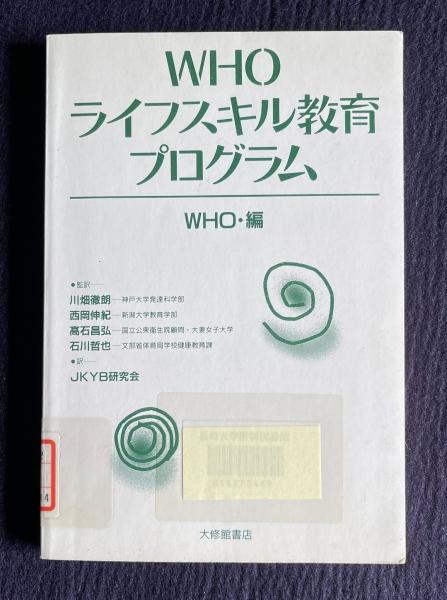 WHO
ライフスキル教育
プログラム
WHO・編
●監訳——
川畑徹朗——神戸大学発達科学部
西岡伸紀——新潟大学教育学部
高石昌弘——国立公衆衛生院顧問・大妻女子大学
石川哲也——文部省体育局学校健康教育課
●訳——
JKYB研究会
大修館書店